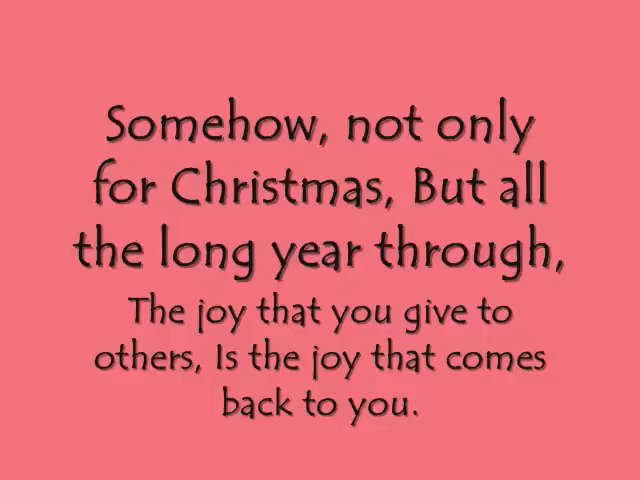 Somehow, not only
for Christmas, But all
the long year through,
The joy that you give to
others, Is the joy that comes
back to you.